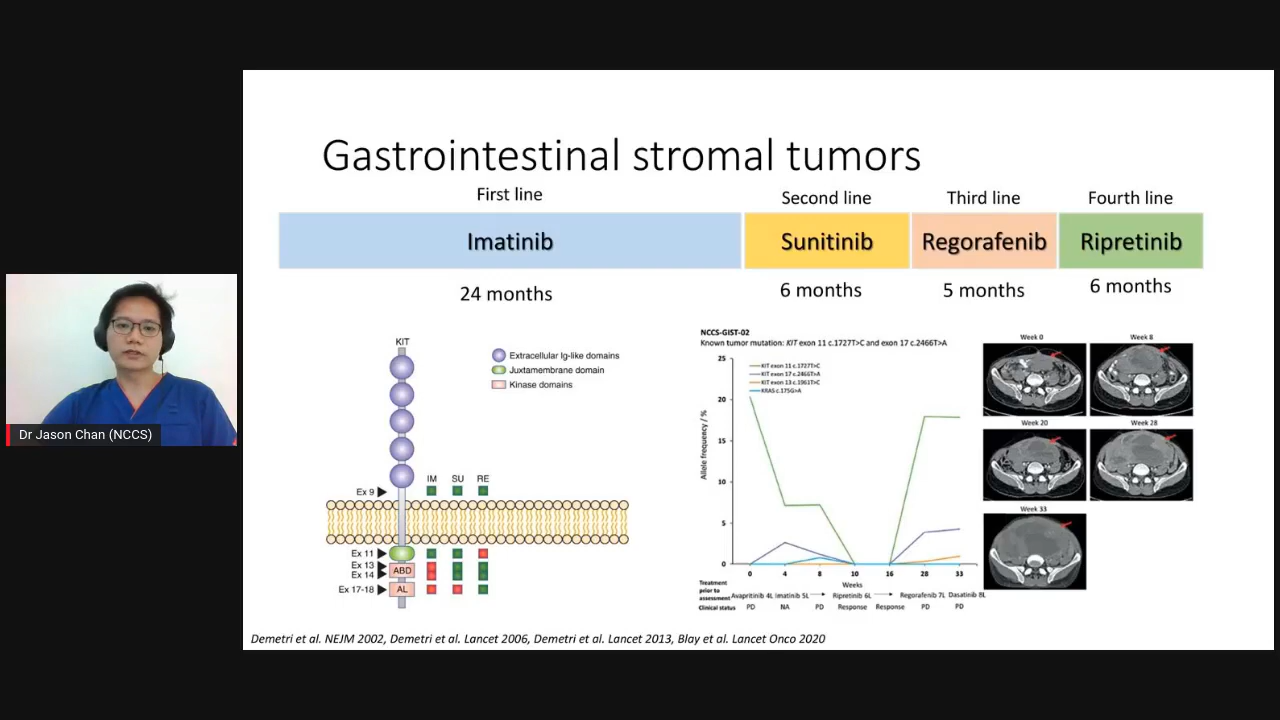 Gastrointestinal stromal tumors
First line
Second line
Third line
Fourth line
Imatinib
Sunitinib
Regorafenib
Ripretinib
24 months
6 months
5 months
6 months
KIT
Extracellular Ig-like domains
Juxtamembrane domain
Kinase domains
IM SU RE
Ex 9
Ex 11
Ex 13
Ex 14
ABD
Ex 17-18
AL
NCCS-GIST-02
Known tumor mutation: KIT exon 11 c.1727T>C and exon 17 c.2466T>A
KIT exon 11 c.1727T>C
KIT exon 17 c.2466T>A
KIT exon 13 c.1961T>C
KRAS c.175G>A
Allele frequency / %
25
20
15
10
5
0
0 4 8 10 16 28 33
Weeks
Treatment prior to assessment
Avapritinib 4L Imatinib 5L Ripretinib 6L Regorafenib 7L Dasatinib 8L
Clinical status PD NA PD Response Response PD PD
Week 0
Week 8
Week 20
Week 28
Week 33
Demetri et al. NEJM 2002, Demetri et al. Lancet 2006, Demetri et al. Lancet 2013, Blay et al. Lancet Onco 2020
Dr Jason Chan (NCCS)